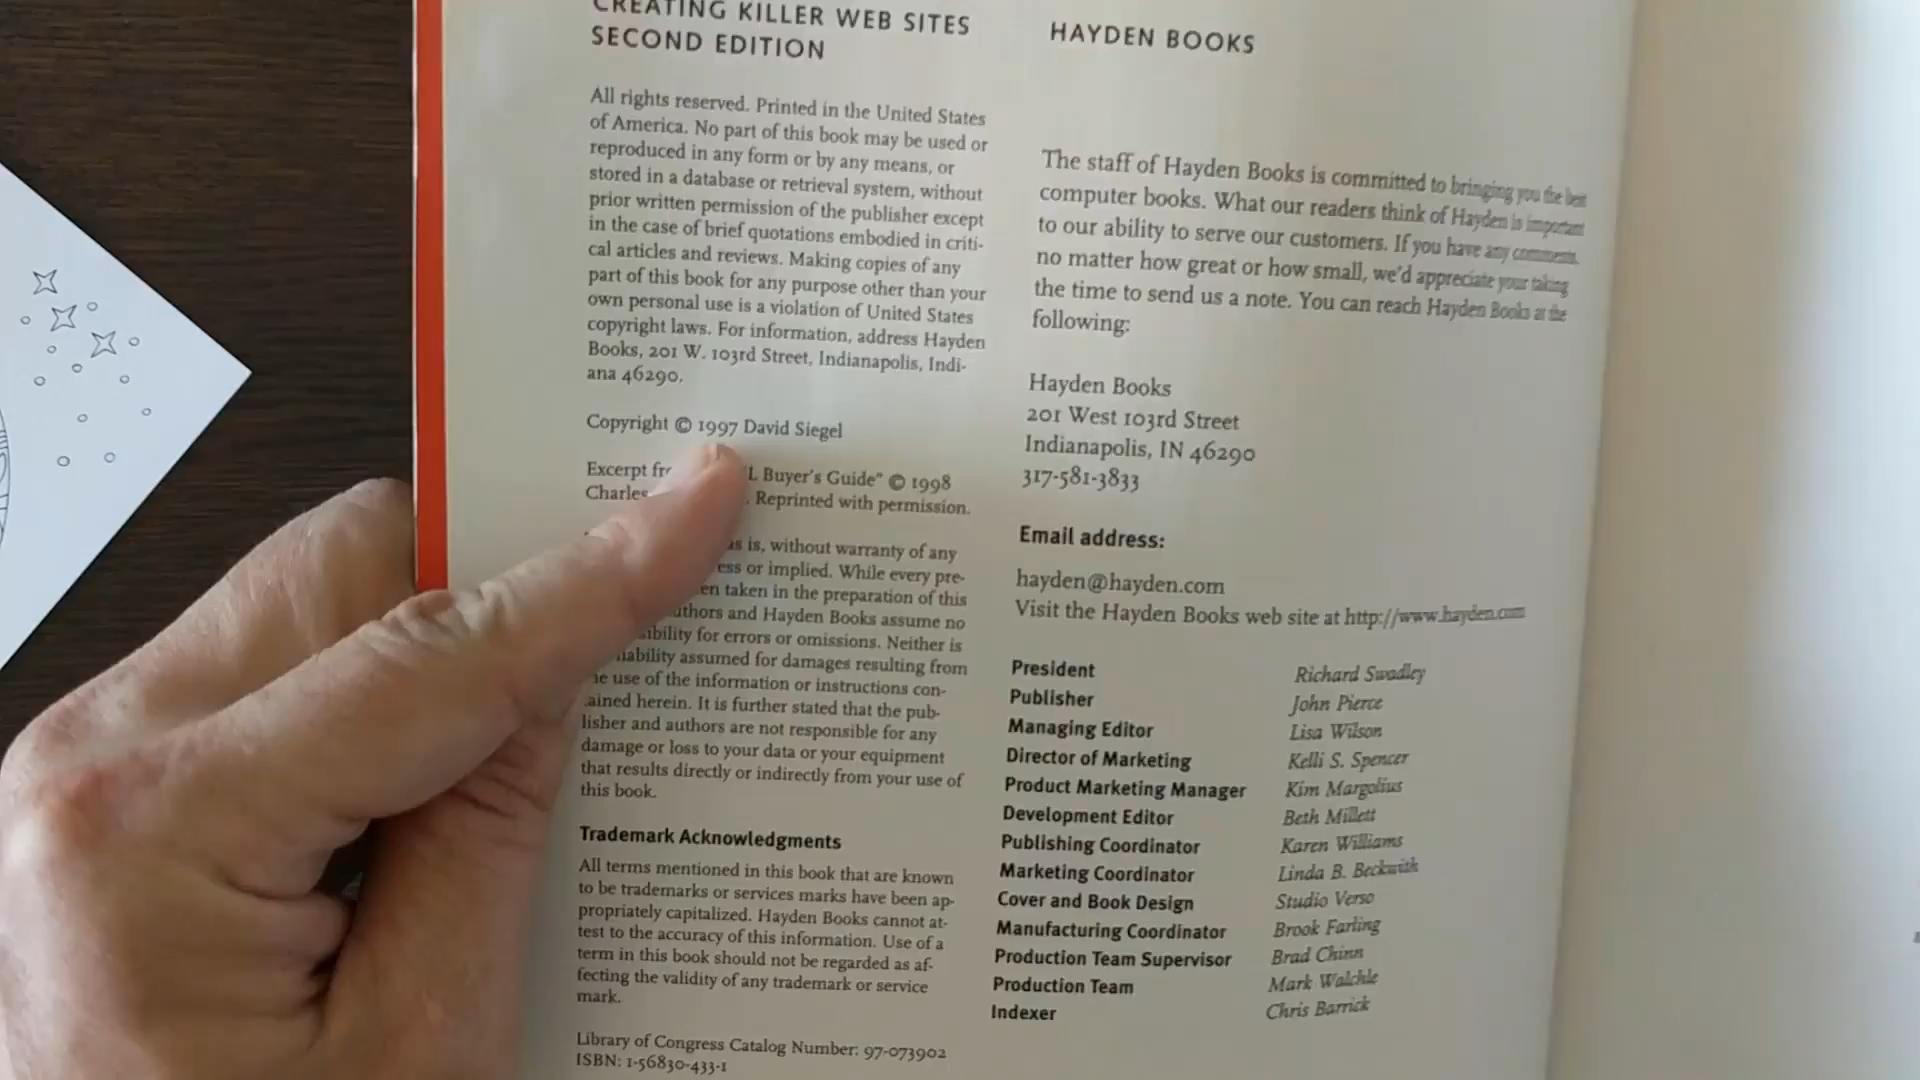 CREATING KILLER WEB SITES
SECOND EDITION
All rights reserved. Printed in the United States
of America. No part of this book may be used or
reproduced in any form or by any means, or
stored in a database or retrieval system, without
prior written permission of the publisher except
in the case of brief quotations embodied in criti-
cal articles and reviews. Making copies of any
part of this book for any purpose other than your
own personal use is a violation of United States
copyright laws. For information, address Hayden
Books, 201 W. 103rd Street, Indianapolis, Indi-
ana 46290.
Copyright © 1997 David Siegel
Excerpt Buyer's Guide" © 1998
Charles Reprinted with permission.
is, without warranty of any
or implied. While every pre-
taken in the preparation of this
and Hayden Books assume no
for errors or omissions. Neither is
assumed for damages resulting from
use of the information or instructions con-
tained herein. It is further stated that the pub-
lisher and authors are not responsible for any
damage or loss to your data or your equipment
that results directly or indirectly from your use of
this book.
Trademark Acknowledgments
All terms mentioned in this book that are known
to be trademarks or services marks have been ap-
propriately capitalized. Hayden Books cannot at-
test to the accuracy of this information. Use of a
term in this book should not be regarded as af-
fecting the validity of any trademark or service
mark.
Library of Congress Catalog Number: 97-073902
ISBN: 1-56830-433-1
HAYDEN BOOKS
The staff of Hayden Books is committed to bringing you the best
computer books. What our readers think of Hayden is important
to our ability to serve our customers. If you have any comments,
no matter how great or how small, we'd appreciate your taking
the time to send us a note. You can reach Hayden Books at the
following:
Hayden Books
201 West 103rd Street
Indianapolis, IN 46290
317-581-3833
Email address:
hayden@hayden.com
Visit the Hayden Books web site at http://www.hayden.com
President Richard Swadley
Publisher John Pierce
Managing Editor Lisa Wilson
Director of Marketing Kelli S. Spencer
Product Marketing Manager Kim Margolius
Development Editor Beth Millett
Publishing Coordinator Karen Williams
Marketing Coordinator Linda B. Beckwith
Cover and Book Design Studio Verso
Manufacturing Coordinator Brook Farling
Production Team Supervisor Brad Chinn
Production Team Mark Walchle
Indexer Chris Barrick